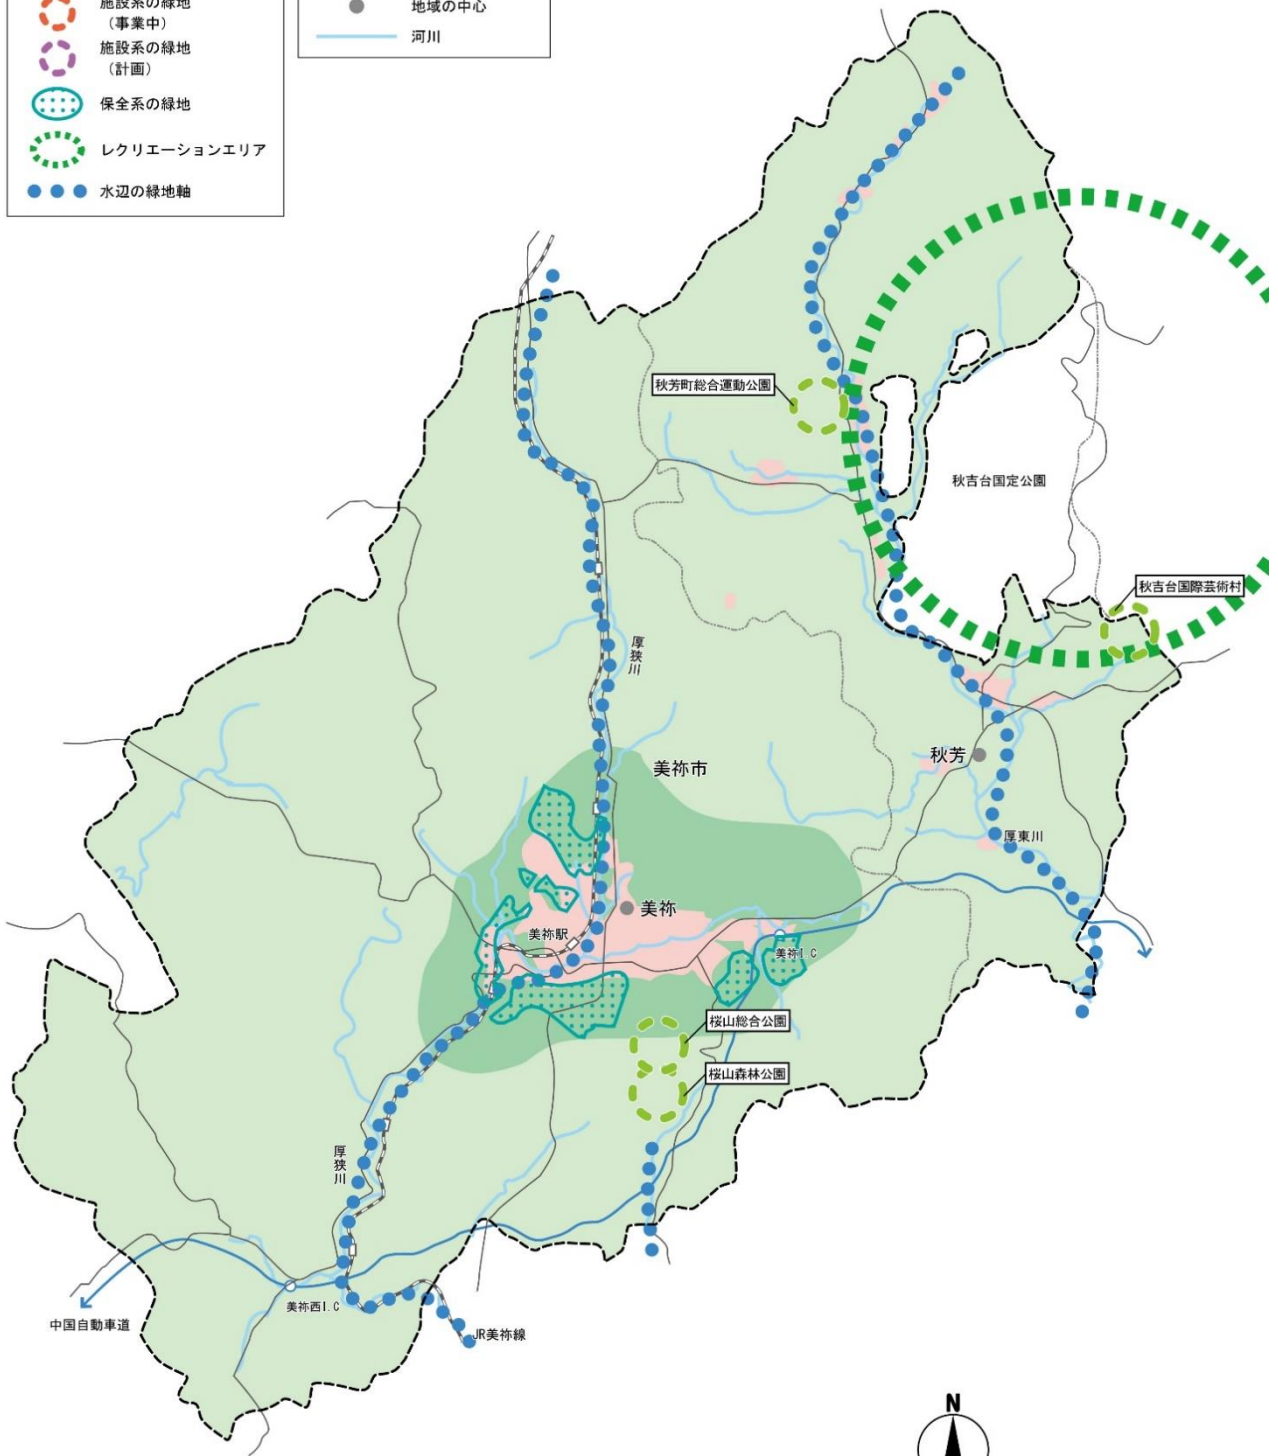 施設系の緑地
（事業中）
施設系の緑地
（計画）
保全系の緑地
レクリエーションエリア
水辺の緑地軸
地域の中心
河川
秋芳町総合運動公園
秋吉台国定公園
秋吉台国際芸術村
厚狭川
美祢市
秋芳
厚東川
美祢
美祢駅
美祢I.C
桜山総合公園
桜山森林公園
厚狭川
美祢西I.C
中国自動車道
JR美祢線
N